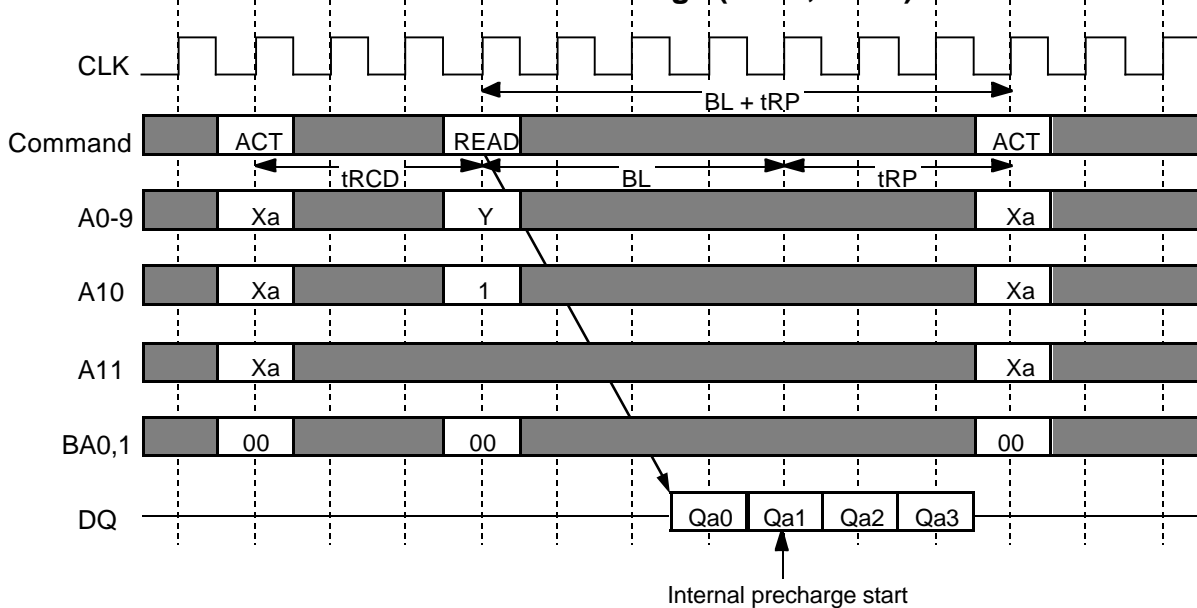 CLK
BL + tRP
Command ACT READ ACT
tRCD BL tRP
A0-9 Xa Y Xa
A10 Xa 1 Xa
A11 Xa Xa
BA0,1 00 00 00
DQ Qa0 Qa1 Qa2 Qa3
Internal precharge start